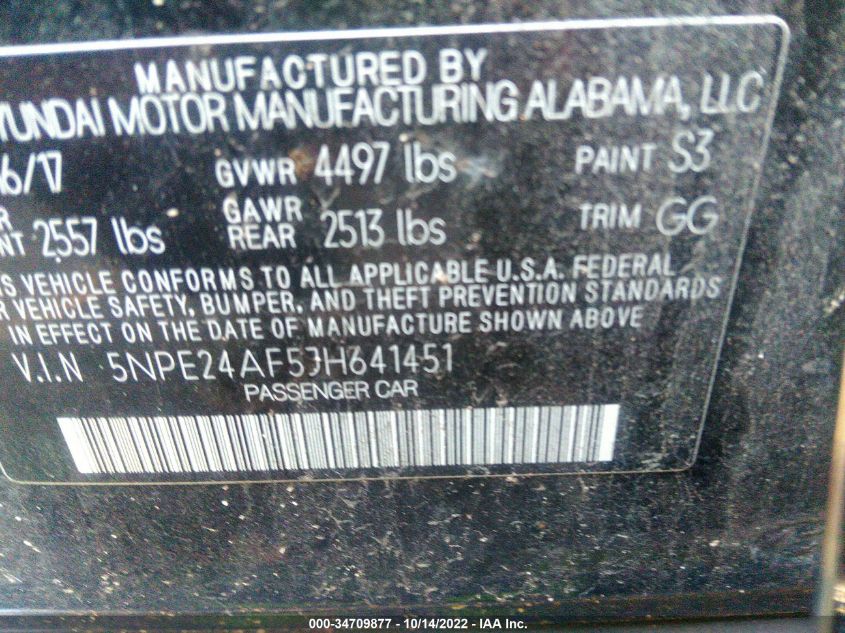 MANUFACTURED BY
YUNDAI MOTOR MANUFACTURING ALABAMA, LLC
6/17 GVWR 4497 lbs PAINT S3
R GAWR
NT 2557 lbs REAR 2513 lbs TRIM GG
S VEHICLE CONFORMS TO ALL APPLICABLE U.S.A. FEDERAL
R VEHICLE SAFETY, BUMPER, AND THEFT PREVENTION STANDARDS
IN EFFECT ON THE DATE OF MANUFACTURE SHOWN ABOVE
V.I.N 5NPE24AF5JH641451
PASSENGER CAR
000-34709877 - 10/14/2022 - IAA Inc.